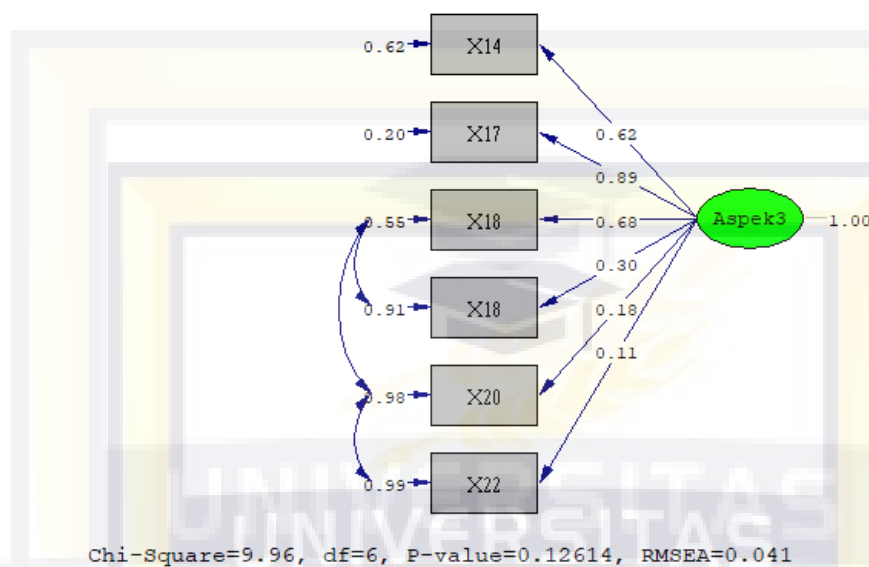 0.62 X14
0.20 X17 0.62
0.89
0.55 X18 0.68 Aspek3 1.00
0.30
0.91 X18 0.18
0.11
0.98 X20
0.99 X22
UNIVERSITAS
UNIVERSITAS
Chi-Square=9.96, df=6, P-value=0.12614, RMSEA=0.041